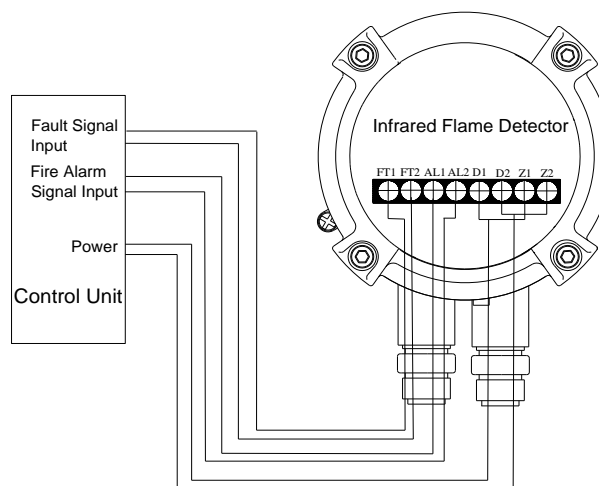 Fault Signal
Input
Fire Alarm
Signal Input
Power
Control Unit
Infrared Flame Detector
FT1 FT2 AL1 AL2 D1 D2 Z1 Z2